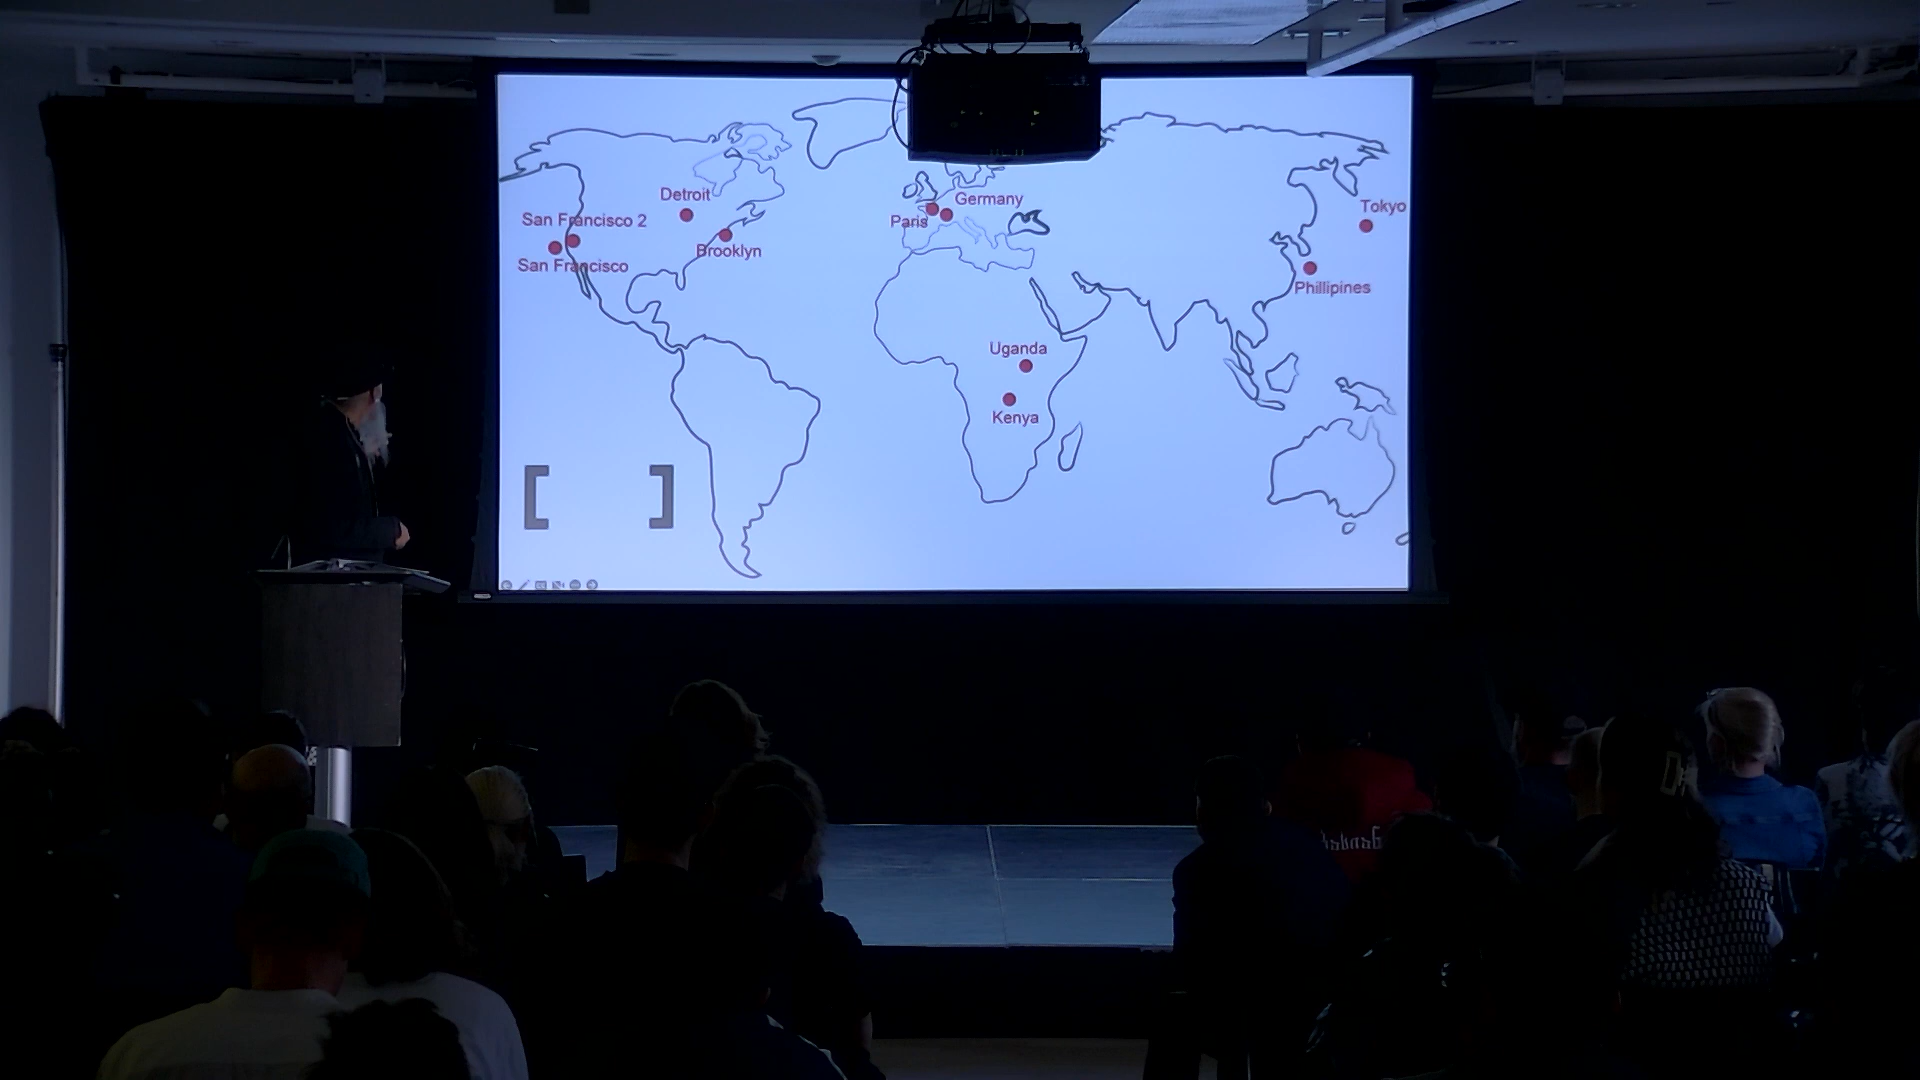 Detroit
San Francisco 2
Brooklyn
San Francisco
Paris
Germany
Tokyo
Phillipines
Uganda
Kenya
[ ]